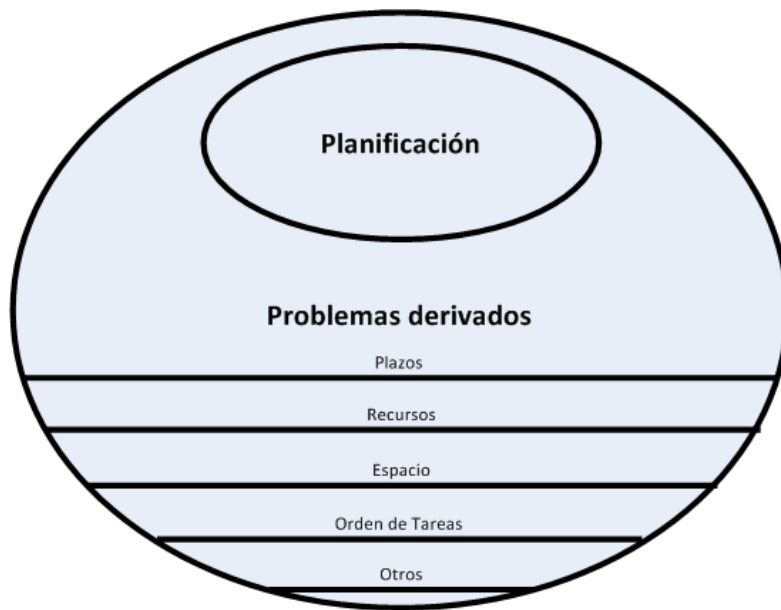 Planificación
Problemas derivados
Plazos
Recursos
Espacio
Orden de Tareas
Otros